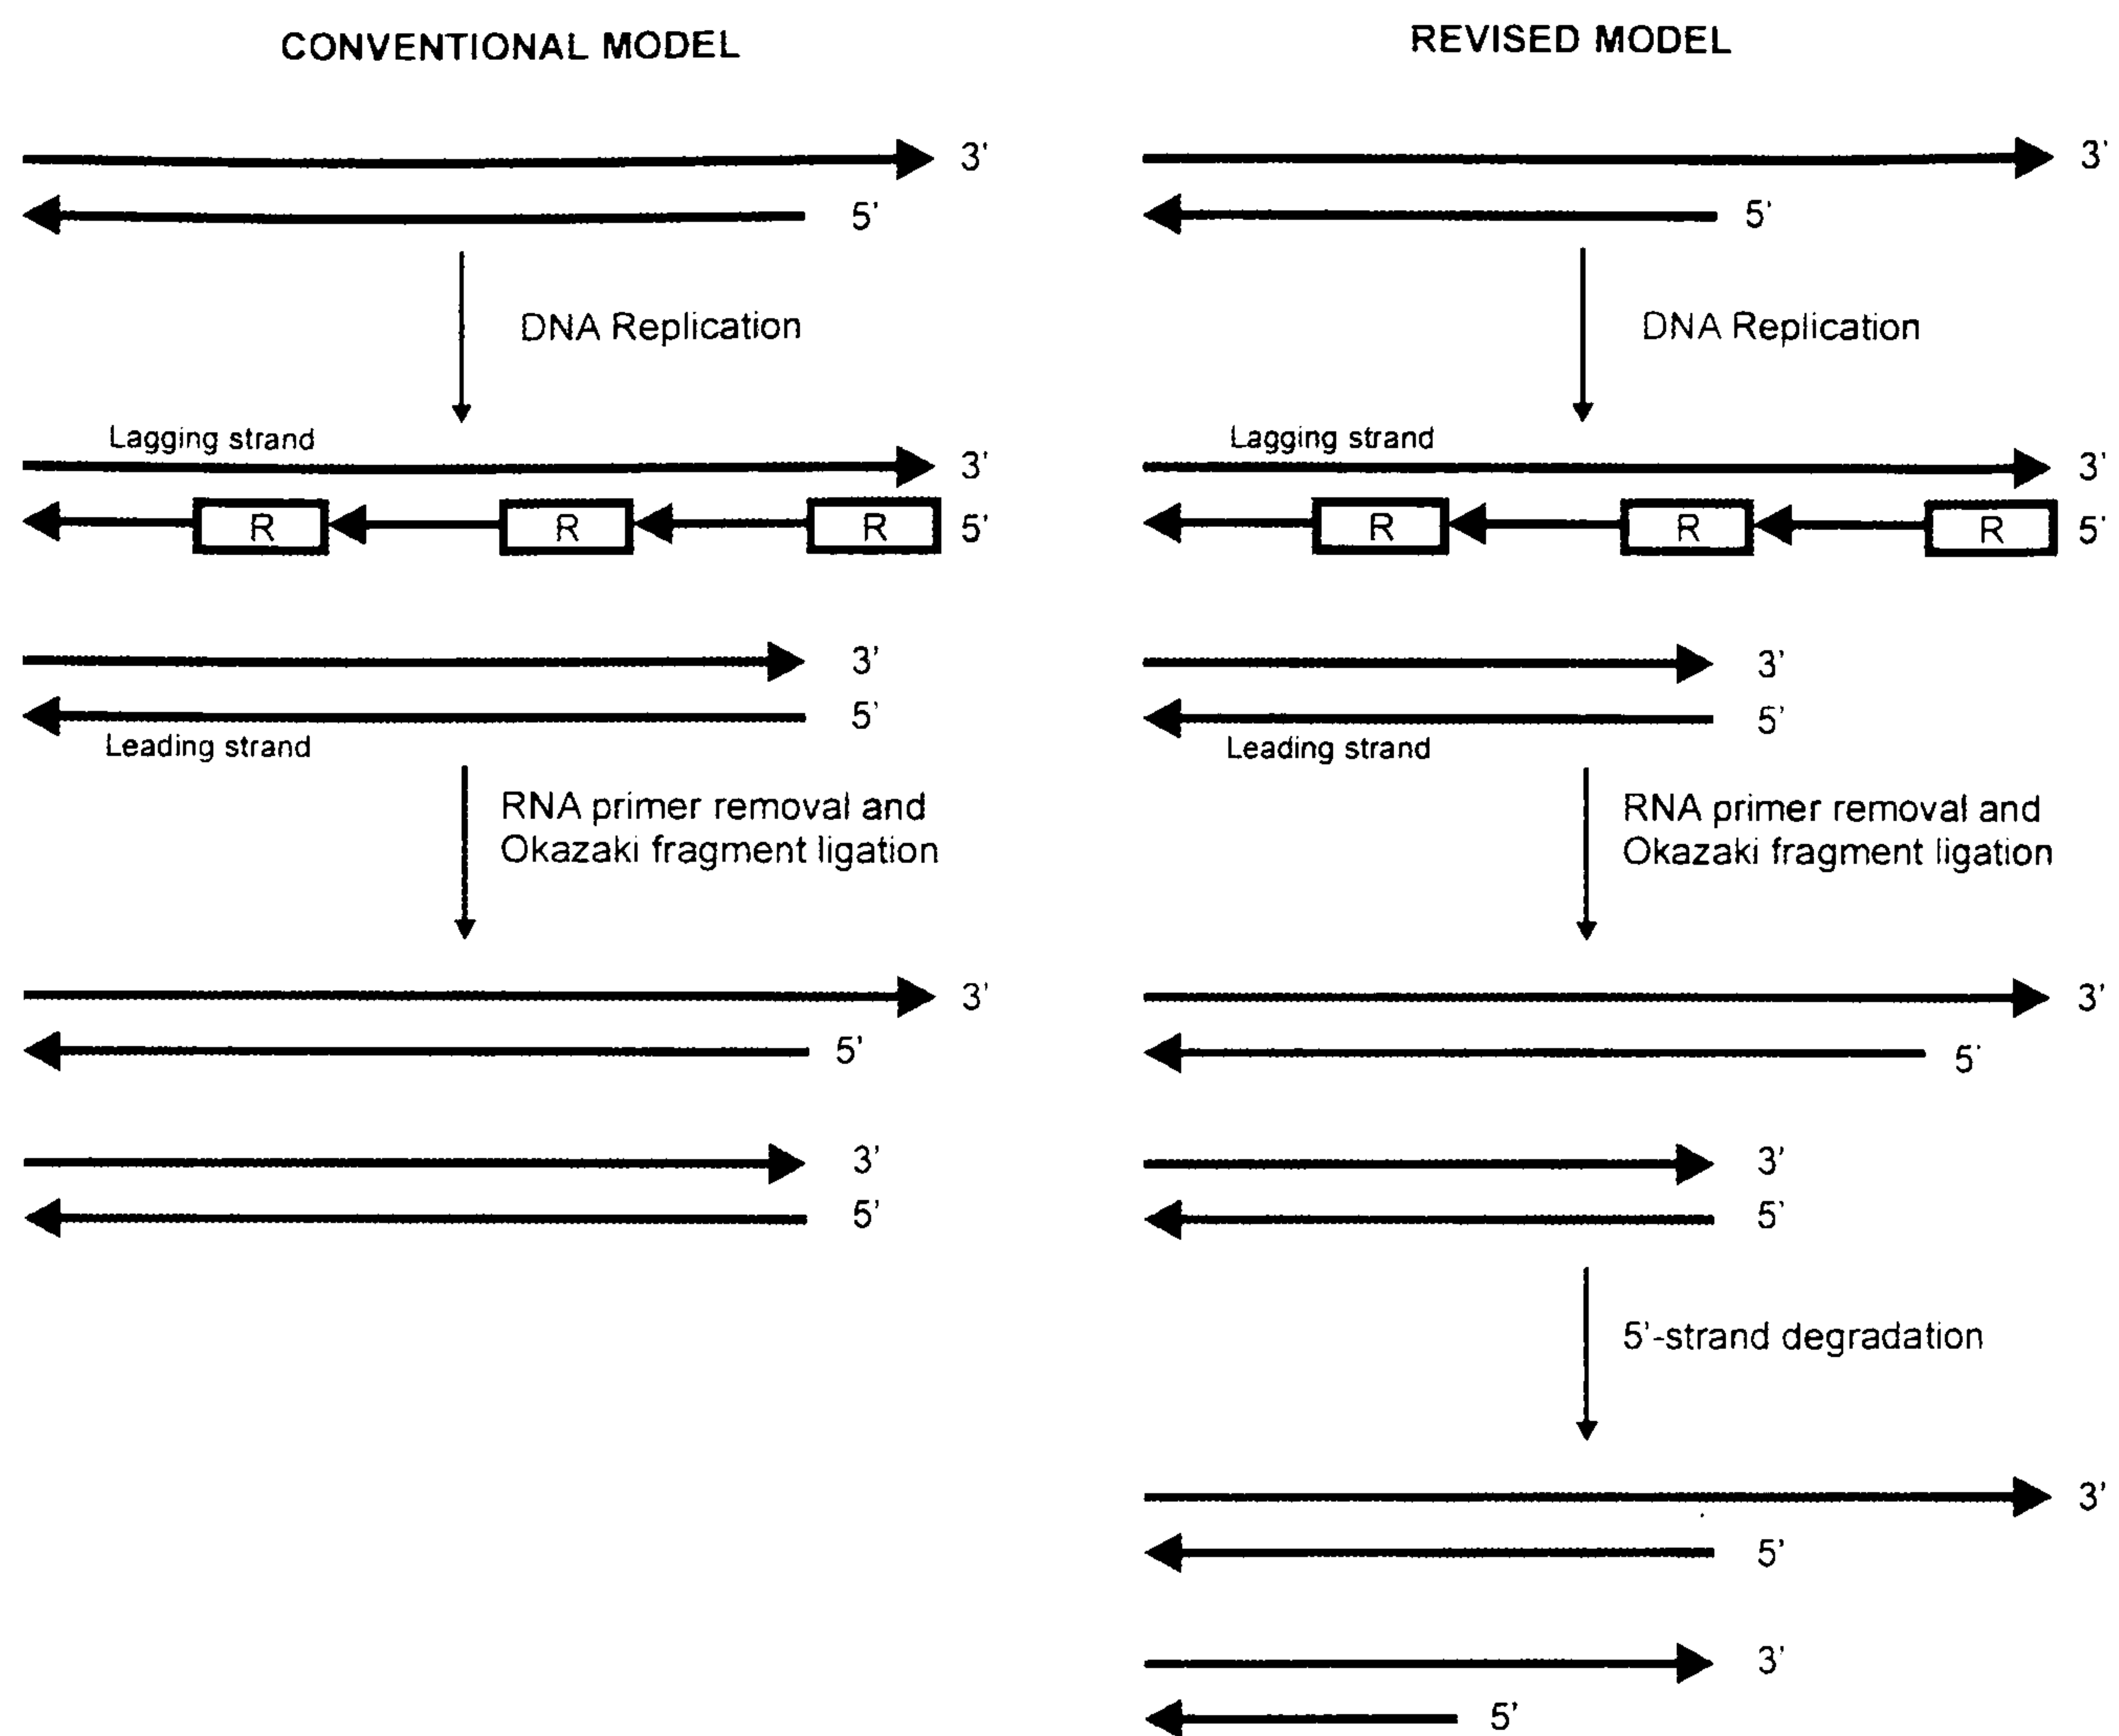 CONVENTIONAL MODEL
3'
5'
DNA Replication
Lagging strand
3'
R
R
R
5'
3'
5'
Leading strand
RNA primer removal and
Okazaki fragment ligation
3'
5'
3'
5'
REVISED MODEL
3'
5'
DNA Replication
Lagging strand
3'
R
R
R
5'
3'
5'
Leading strand
RNA primer removal and
Okazaki fragment ligation
3'
5'
3'
5'
5'-strand degradation
3'
5'
3'
5'